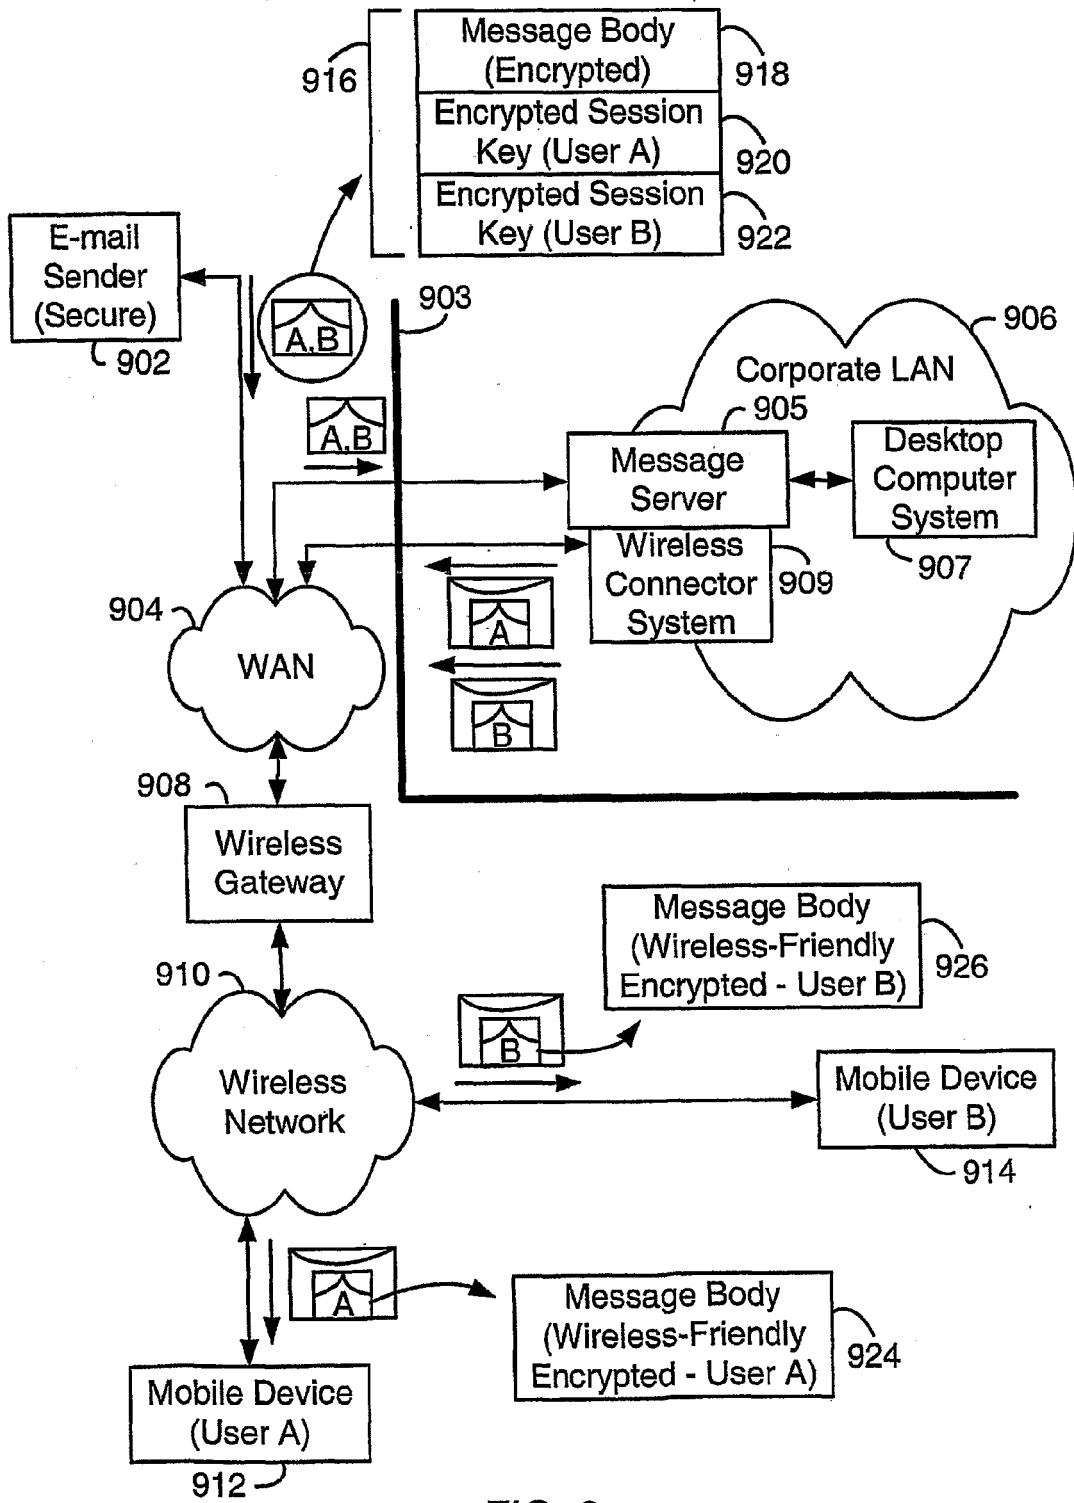 916
Message Body
(Encrypted)
918
Encrypted Session
Key (User A)
920
Encrypted Session
Key (User B)
922
E-mail
Sender
(Secure)
902
A,B
903
A,B
906
Corporate LAN
905
Message
Server
Desktop
Computer
System
907
Wireless
Connector
System
909
A
B
904
WAN
908
Wireless
Gateway
Message Body
(Wireless-Friendly
Encrypted - User B)
926
910
Wireless
Network
B
Mobile Device
(User B)
914
A
Message Body
(Wireless-Friendly
Encrypted - User A)
924
Mobile Device
(User A)
912